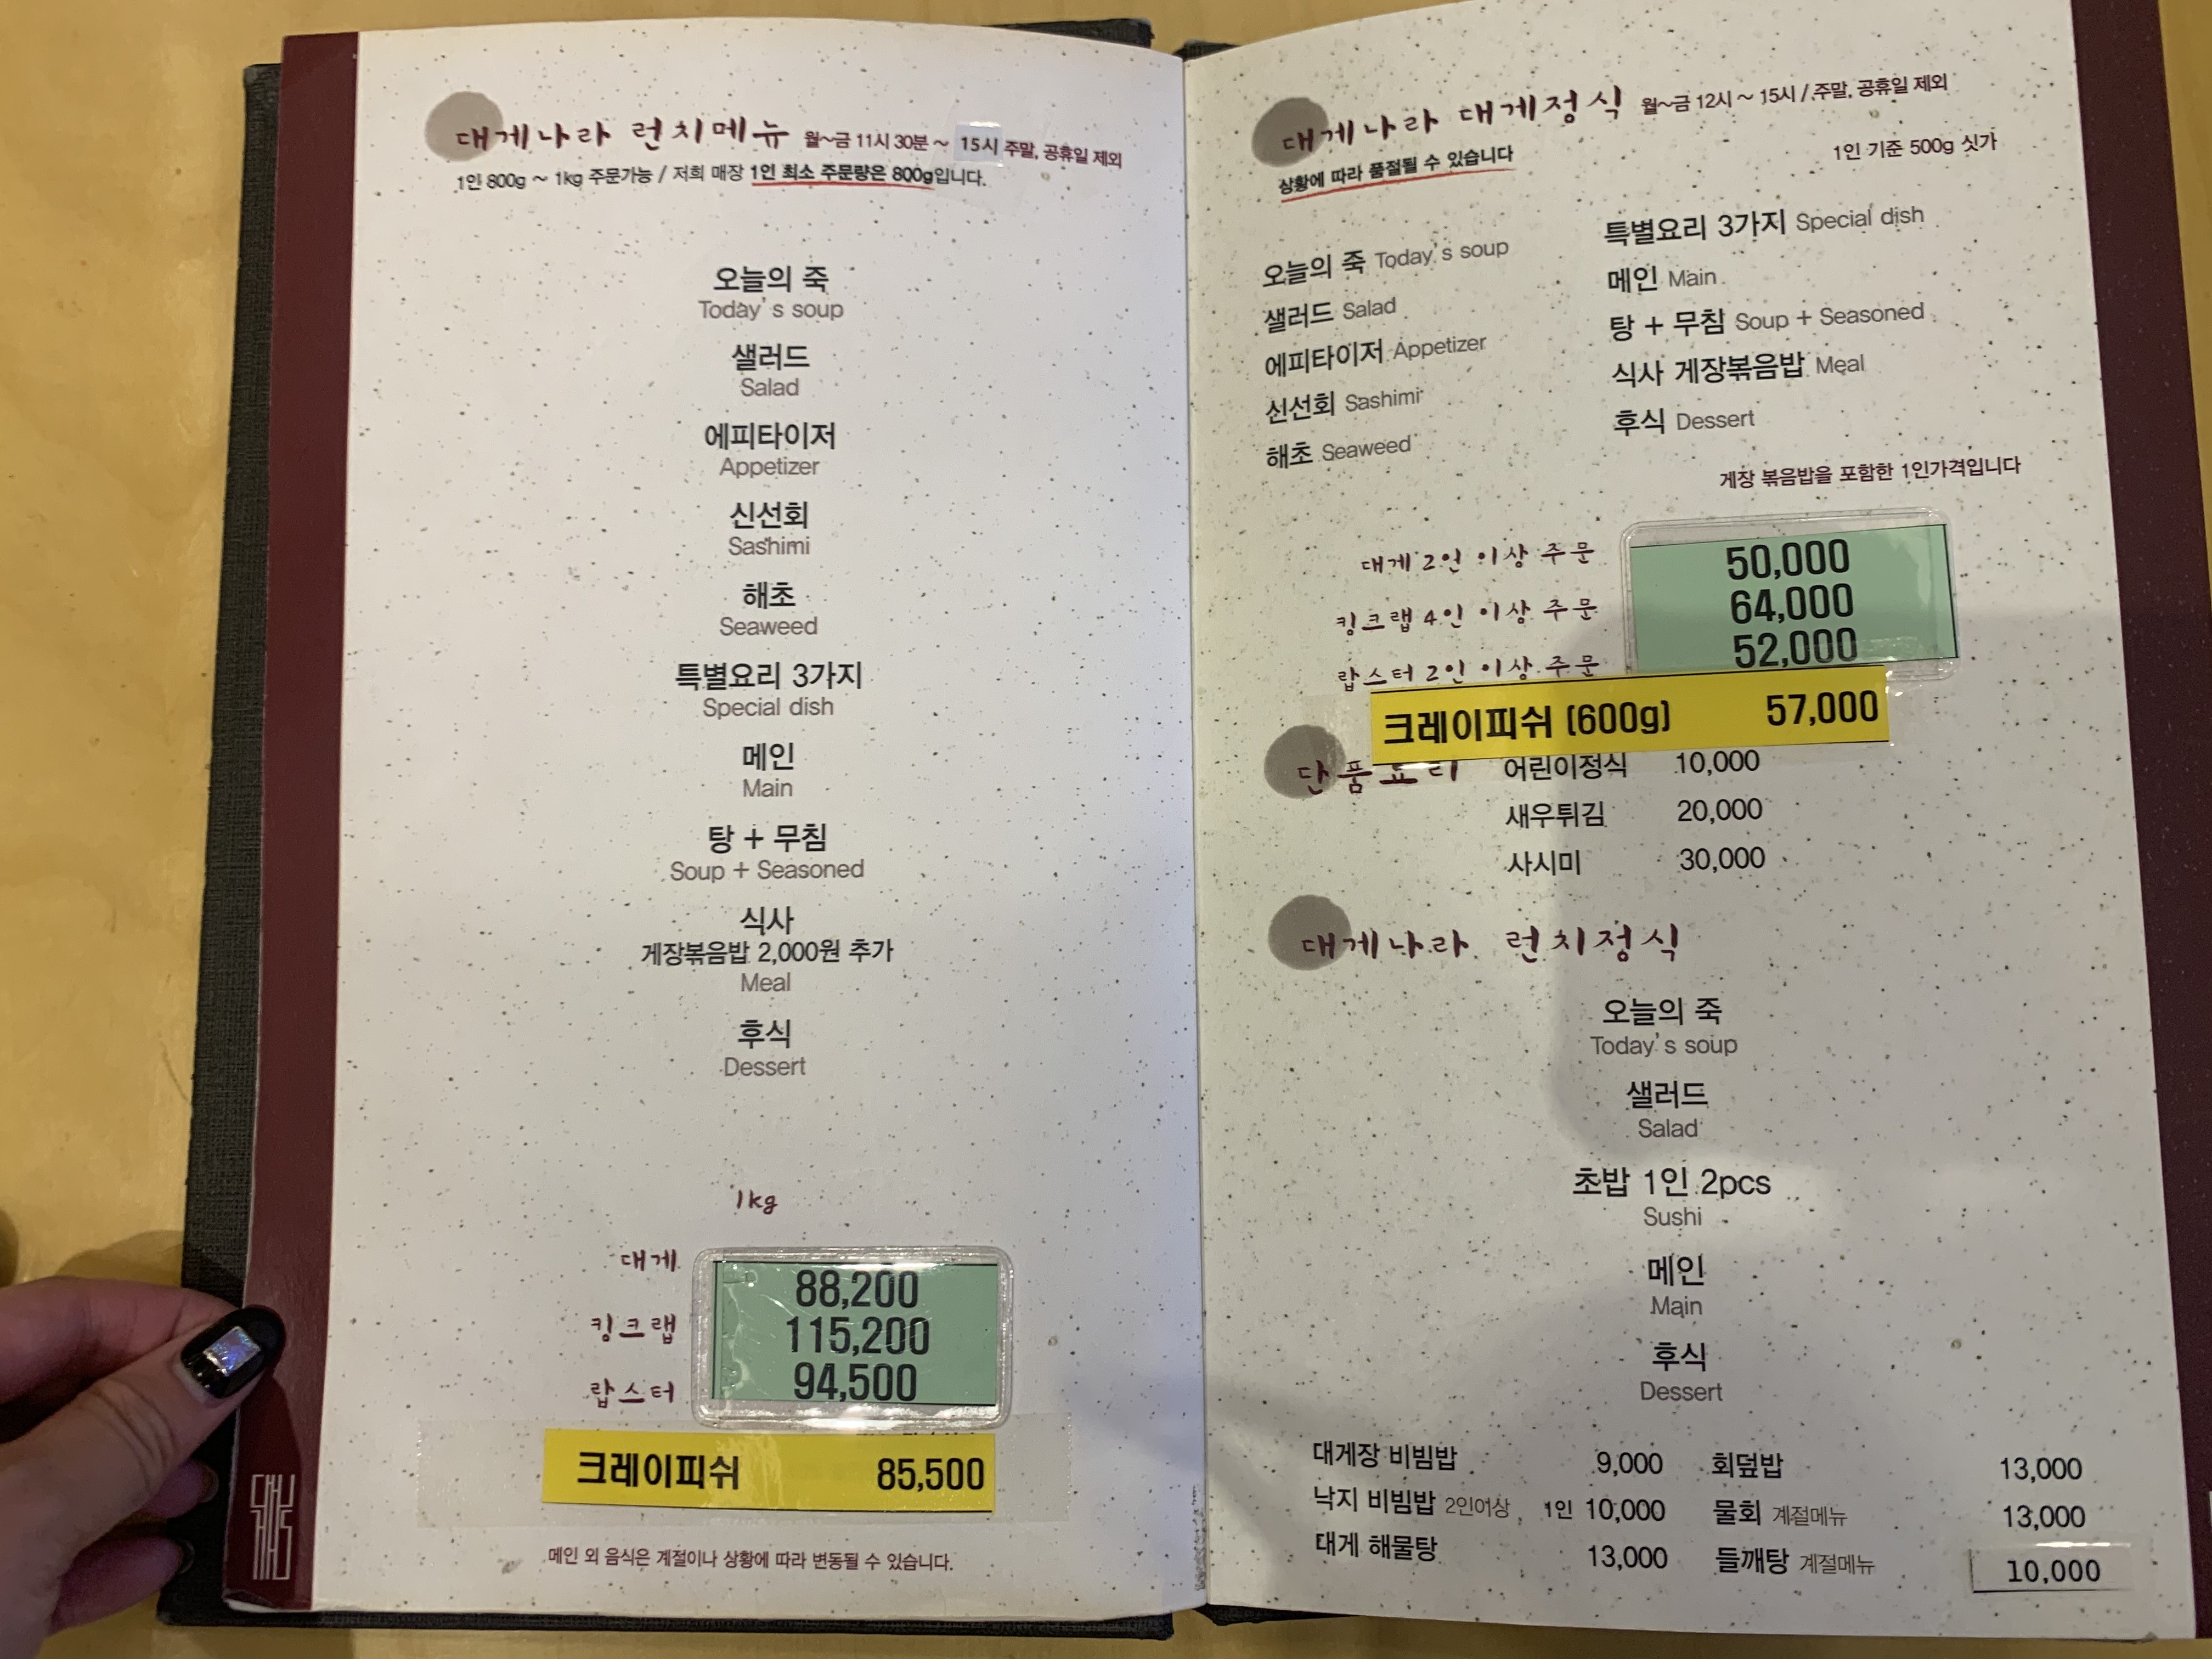 대게나라 런치메뉴 월~금 11시 30분 ~ 15시 주말, 공휴일 제외
1인 800g ~ 1kg 주문가능 / 저희 매장 1인 최소 주문량은 800g입니다.
오늘의 죽
Today's soup
샐러드
Salad
에피타이저
Appetizer
신선회
Sashimi
해초
Seaweed
특별요리 3가지
Special dish
메인
Main
탕 + 무침
Soup + Seasoned
식사
게장볶음밥 2,000원 추가
Meal
후식
Dessert
1kg
대게 88,200
킹크랩 115,200
랍스터 94,500
크레이피쉬 85,500
메인 외 음식은 계절이나 상황에 따라 변동될 수 있습니다.
대게나라 대게정식 월~금 12시 ~ 15시 / 주말, 공휴일 제외
상황에 따라 품절될 수 있습니다
1인 기준 500g 싯가
오늘의 죽 Today's soup
샐러드 Salad
에피타이저 Appetizer
신선회 Sashimi
해초 Seaweed
특별요리 3가지 Special dish
메인 Main
탕 + 무침 Soup + Seasoned
식사 게장볶음밥 Meal
후식 Dessert
게장 볶음밥을 포함한 1인가격입니다
대게 2인 이상 주문 50,000
킹크랩 4인 이상 주문 64,000
랍스터 2인 이상 주문 52,000
크레이피쉬 (600g) 57,000
단품요리 어린이정식 10,000
새우튀김 20,000
사시미 30,000
대게나라 런치정식
오늘의 죽
Today's soup
샐러드
Salad
초밥 1인 2pcs
Sushi
메인
Main
후식
Dessert
대게장 비빔밥 9,000 회덮밥 13,000
낙지 비빔밥 2인이상 1인 10,000 물회 계절메뉴 13,000
대게 해물탕 13,000 들깨탕 계절메뉴 10,000